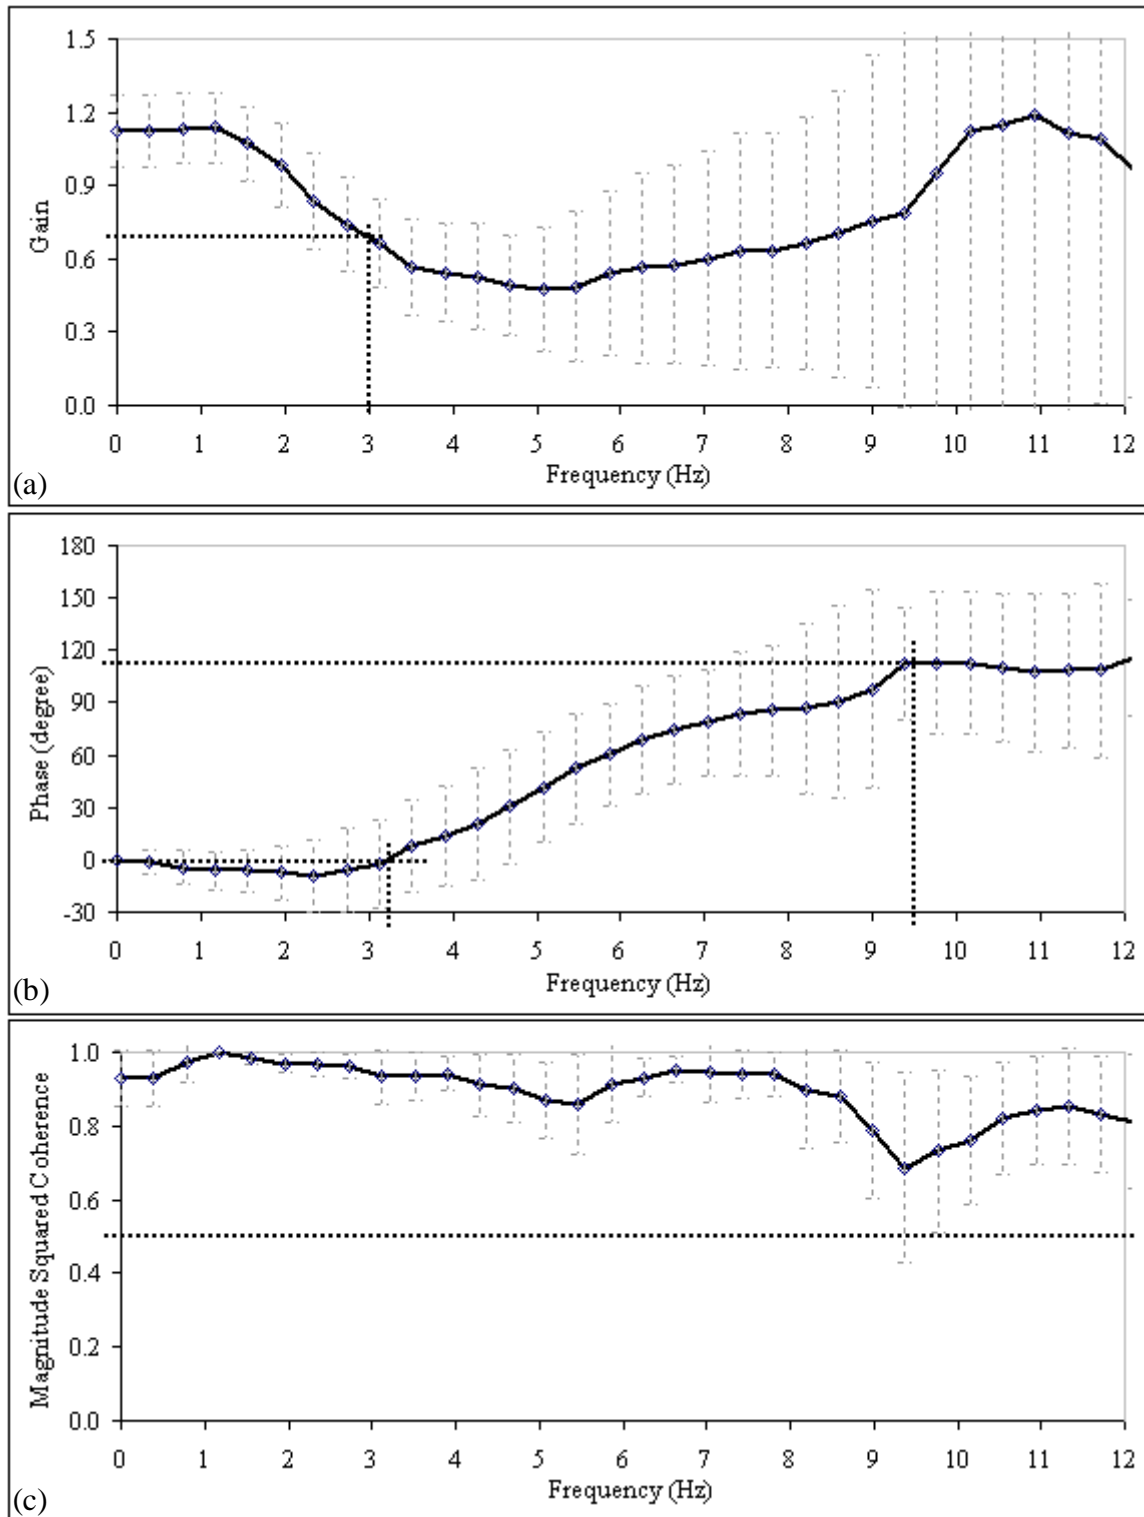 1.5
1.2
0.9
0.6
0.3
0.0
Gain
0 1 2 3 4 5 6 7 8 9 10 11 12
Frequency (Hz)
(a)
180
150
120
90
60
30
0
-30
Phase (degree)
0 1 2 3 4 5 6 7 8 9 10 11 12
Frequency (Hz)
(b)
1.0
0.8
0.6
0.4
0.2
0.0
Magnitude Squared Coherence
0 1 2 3 4 5 6 7 8 9 10 11 12
Frequency (Hz)
(c)